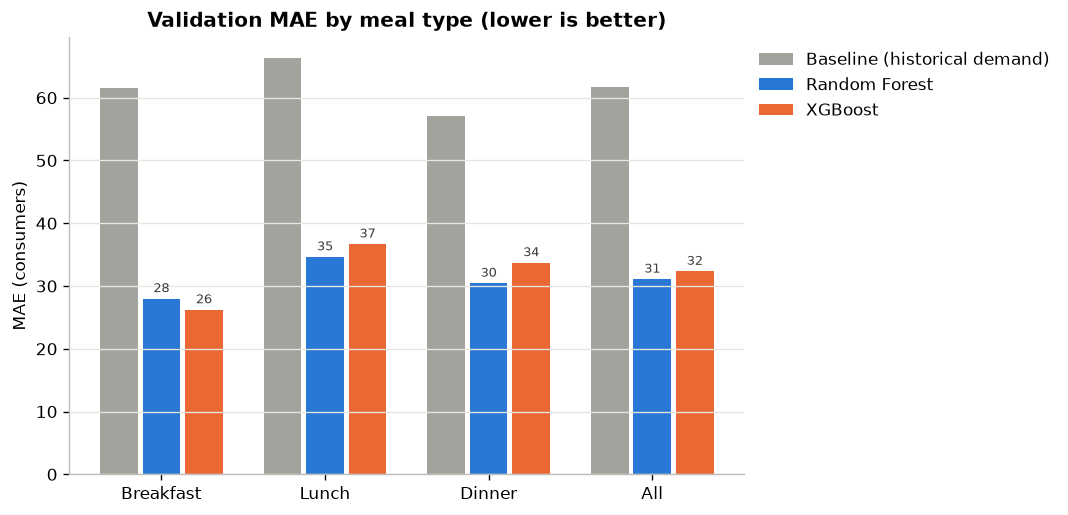 Validation MAE by meal type (lower is better)
Baseline (historical demand)
Random Forest
XGBoost
MAE (consumers)
60
50
40
30
20
10
0
28
26
35
37
30
34
31
32
Breakfast
Lunch
Dinner
All